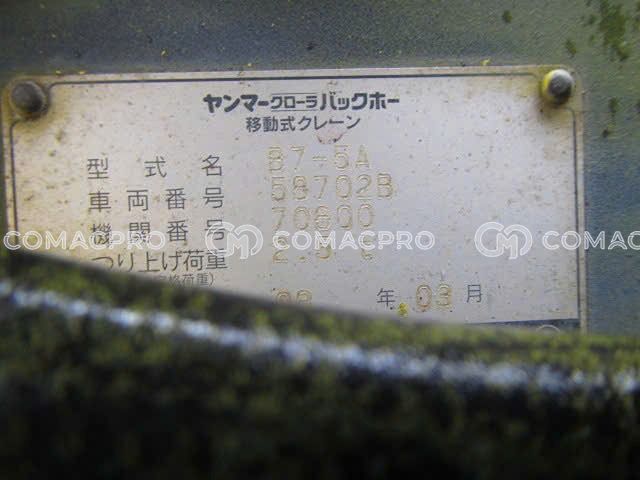 ヤンマークローラバックホー
移動式クレーン
型式名 B7-5A
車両番号 58702B
機関番号 70800
COMACPRO COMACPRO COMACPRO
つり上げ荷重
年 03 月